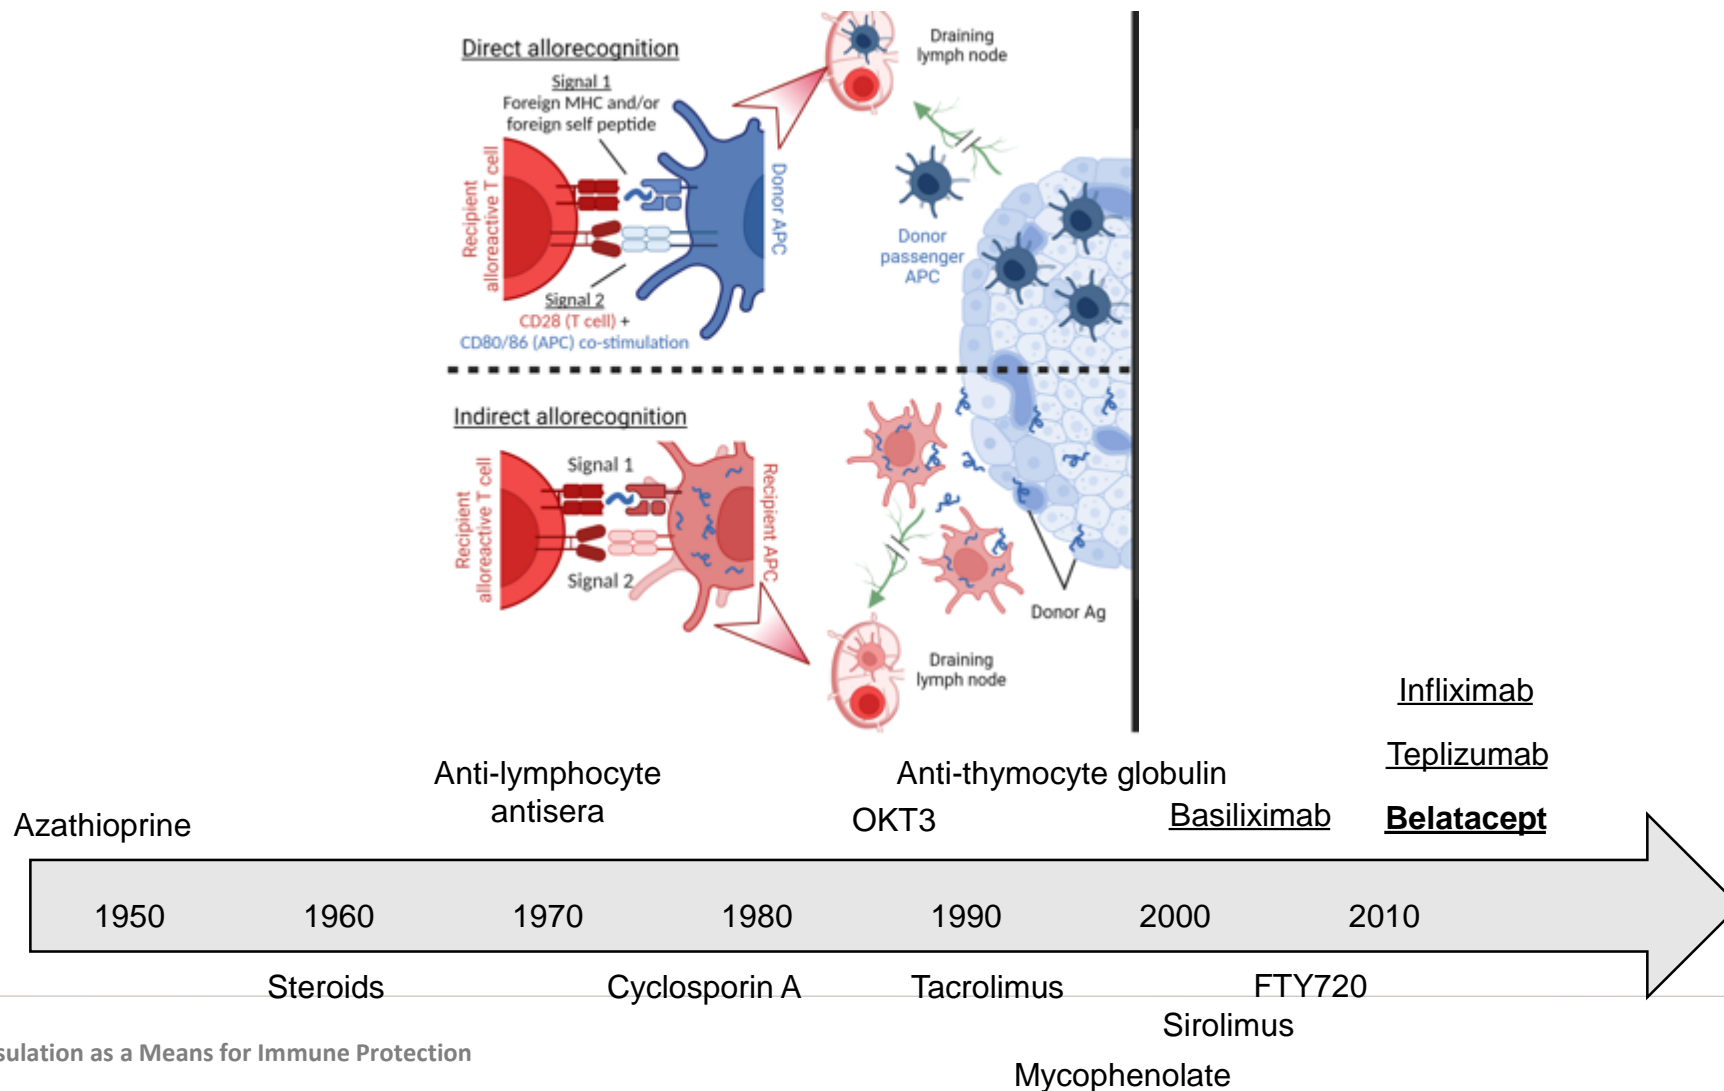 Direct allorecognition
Signal 1
Foreign MHC and/or
foreign self peptide
Recipient
alloreactive T cell
Donor APC
Signal 2
CD28 (T cell) +
CD80/86 (APC) co-stimulation
Draining
lymph node
Donor
passenger
APC
Indirect allorecognition
Signal 1
Recipient
alloreactive T cell
Recipient APC
Signal 2
Donor Ag
Draining
lymph node
Infliximab
Teplizumab
Belatacept
Anti-lymphocyte
antisera
Anti-thymocyte globulin
Azathioprine
OKT3
Basiliximab
1950 1960 1970 1980 1990 2000 2010
Steroids
Cyclosporin A
Tacrolimus
FTY720
Sirolimus
Mycophenolate
sulation as a Means for Immune Protection